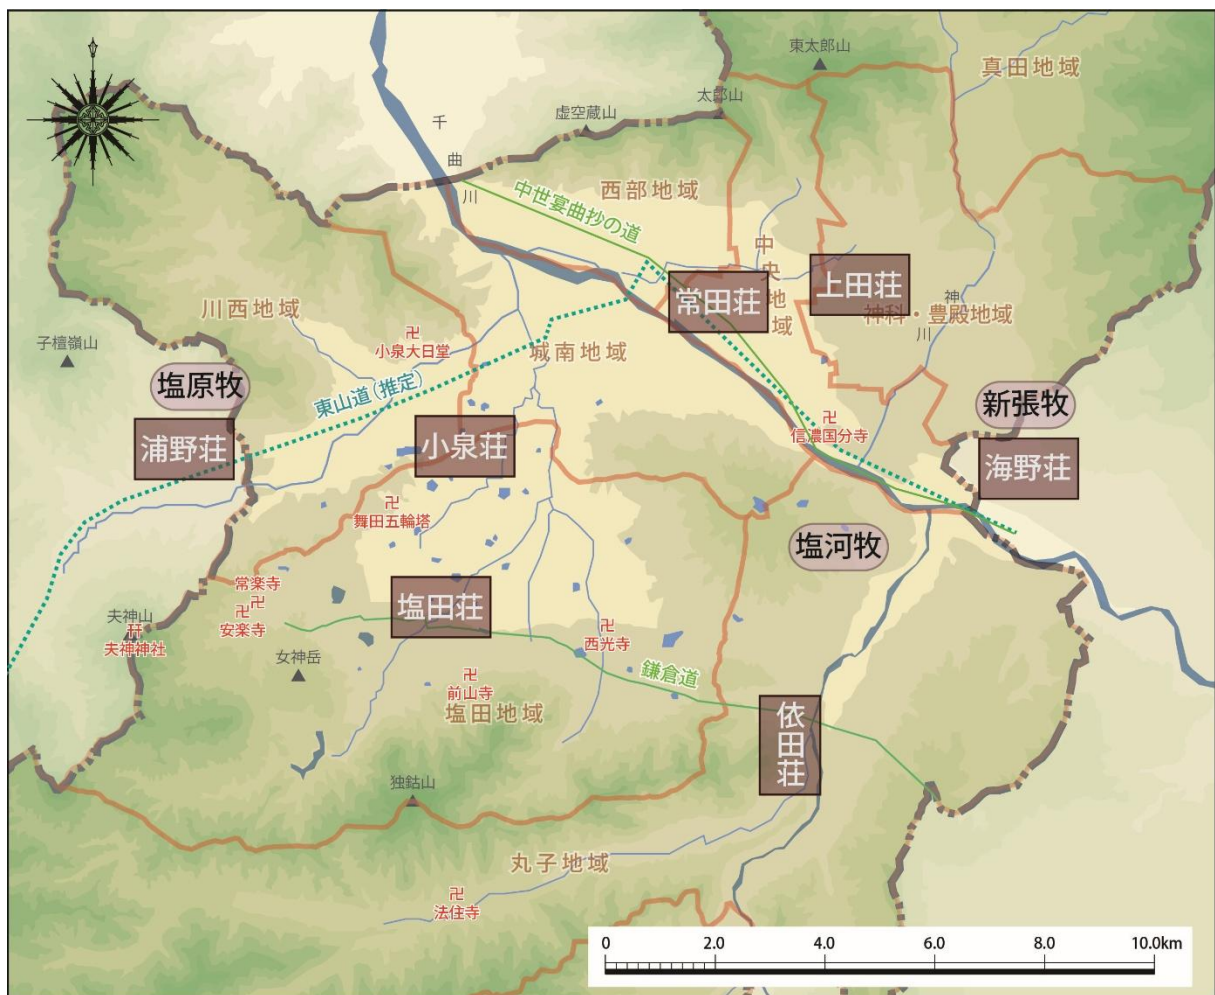 東太郎山
真田地域
太郎山
虚空蔵山
千曲川
西部地域
中世宴曲抄の道
中央地域
上田荘
常田荘
神科・豊殿地域
神川
川西地域
子檀嶺山
卍
小泉大日堂
城南地域
塩原牧
東山道(推定)
新張牧
浦野荘
小泉荘
卍
信濃国分寺
海野荘
卍
舞田五輪塔
塩河牧
常楽寺
卍
卍
安楽寺
塩田荘
夫神山
夫神神社
卍
西光寺
女神岳
卍
前山寺
鎌倉道
塩田地域
依田荘
独鈷山
丸子地域
卍
法住寺
0 2.0 4.0 6.0 8.0 10.0km